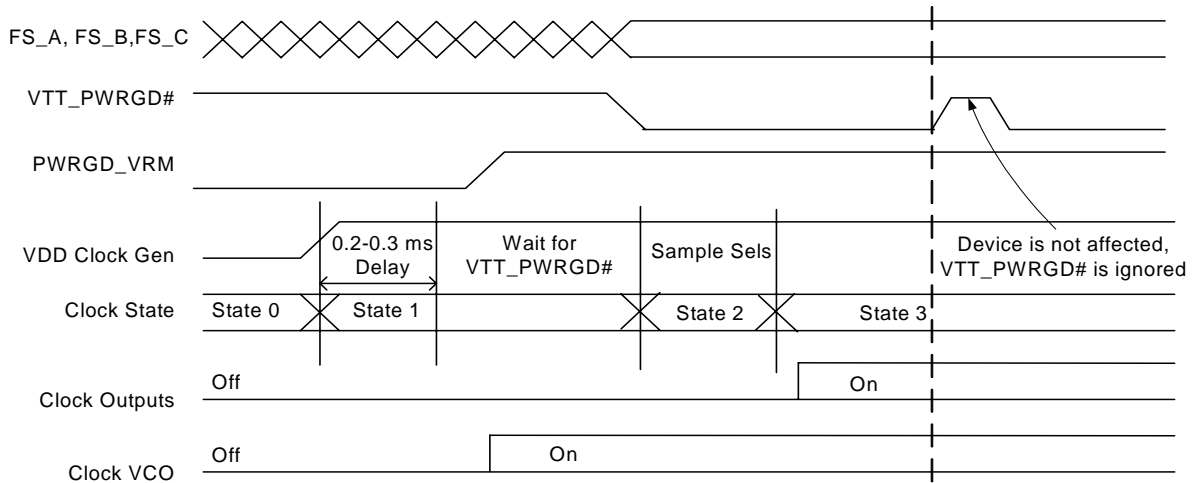 FS_A, FS_B,FS_C
VTT_PWRGD#
PWRGD_VRM
VDD Clock Gen
0.2-0.3 ms
Delay
Wait for
VTT_PWRGD#
Sample Sels
Device is not affected,
VTT_PWRGD# is ignored
Clock State
State 0
State 1
State 2
State 3
Clock Outputs
Off
On
Clock VCO
Off
On